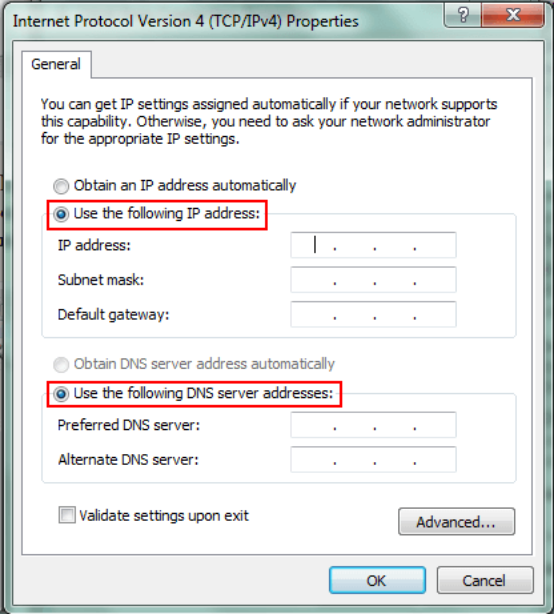 Internet Protocol Version 4 (TCP/IPv4) Properties
?
General
You can get IP settings assigned automatically if your network supports
this capability. Otherwise, you need to ask your network administrator
for the appropriate IP settings.
Obtain an IP address automatically
Use the following IP address:
IP address: . . .
Subnet mask: . . .
Default gateway: . . .
Obtain DNS server address automatically
Use the following DNS server addresses:
Preferred DNS server: . . .
Alternate DNS server: . . .
Validate settings upon exit
Advanced...
OK Cancel